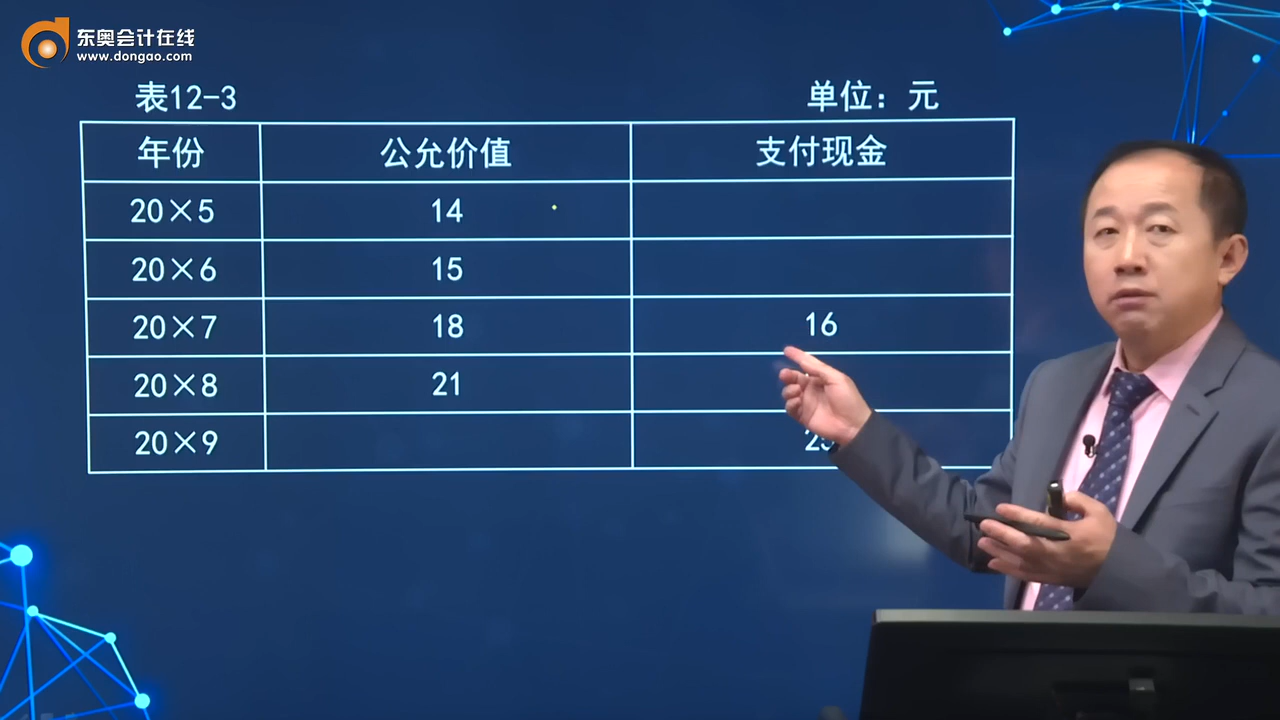 东奥会计在线
www.dongao.com
表12-3 单位：元
年份 公允价值 支付现金
20×5 14
20×6 15
20×7 18 16
20×8 21
20×9